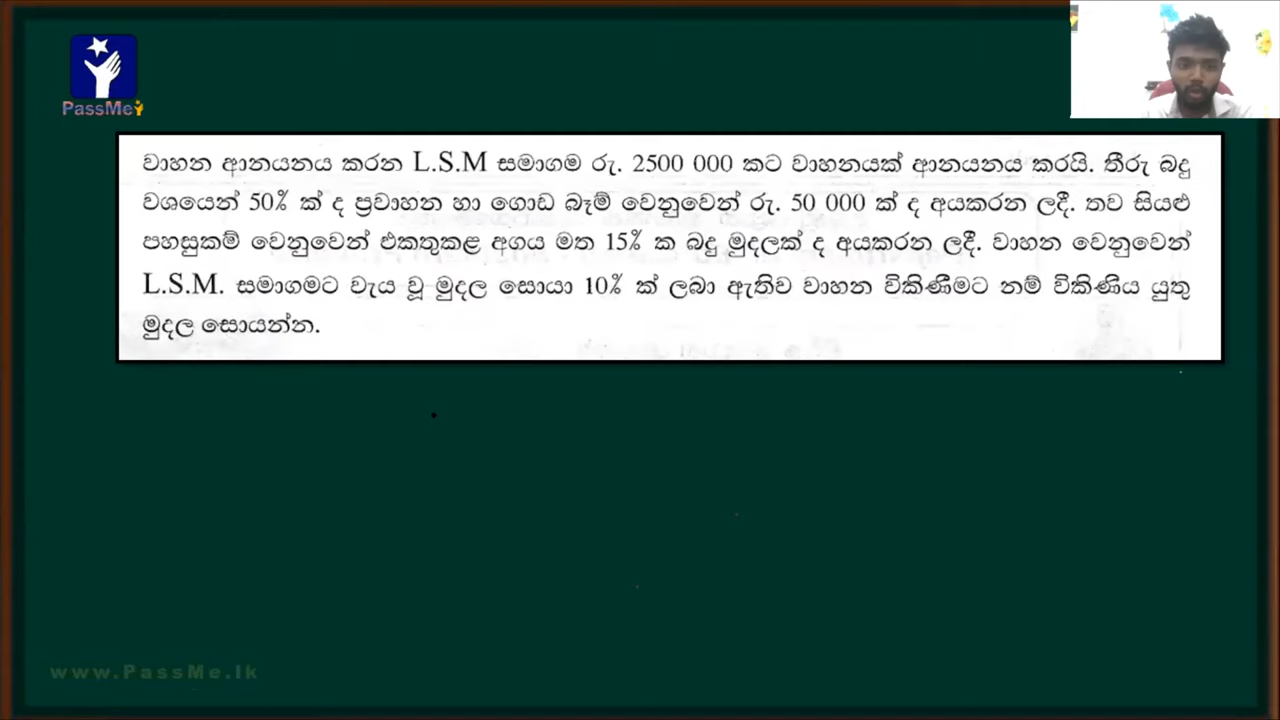 PassMe
වාහන ආනයනය කරන L.S.M සමාගම රු. 2500 000 කට වාහනයක් ආනයනය කරයි. තීරු බදු
වශයෙන් 50% ක් ද ප්‍රවාහන හා ගොඩ බෑම් වෙනුවෙන් රු. 50 000 ක් ද අයකරන ලදී. තව සියළු
පහසුකම් වෙනුවෙන් එකතුකළ අගය මත 15% ක බදු මුදලක් ද අයකරන ලදී. වාහන වෙනුවෙන්
L.S.M. සමාගමට වැය වූ මුදල සොයා 10% ක් ලබා ඇතිව වාහන විකිණීමට නම් විකිණිය යුතු
මුදල සොයන්න.
www.PassMe.lk